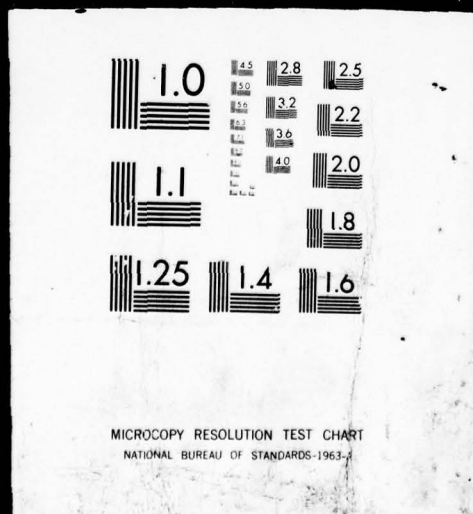 1.0 4.5 2.8 2.5
5.0
5.6 3.2 2.2
6.3 3.6
1.1 4.0 2.0
1.8
1.25 1.4 1.6
MICROCOPY RESOLUTION TEST CHART
NATIONAL BUREAU OF STANDARDS-1963-A